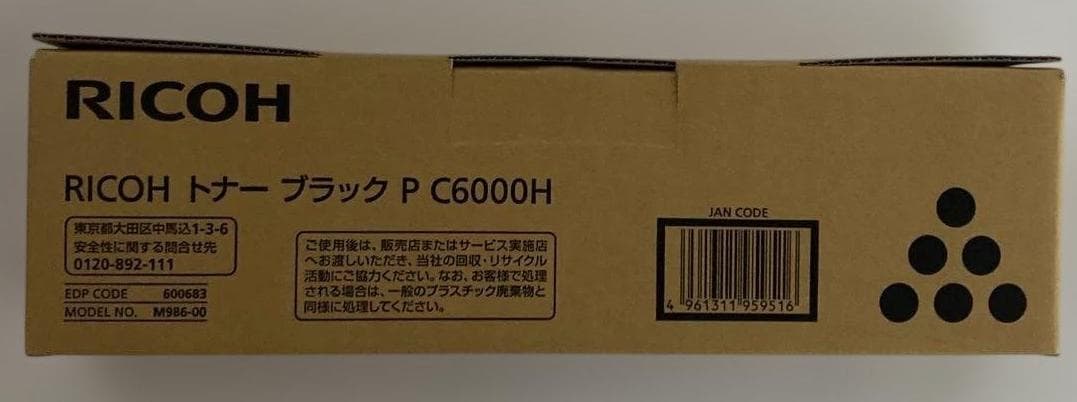 RICOH
RICOH トナー ブラック P C6000H
東京都大田区中馬込1-3-6
安全性に関する問合せ先
0120-892-111
EDP CODE 600683
MODEL NO. M986-00
ご使用後は、販売店またはサービス実施店
へお渡しいただき、当社の回収・リサイクル
活動にご協力ください。なお、お客様で処理
される場合は、一般のプラスチック廃棄物と
同様に処理してください。
JAN CODE
4 961311 959516